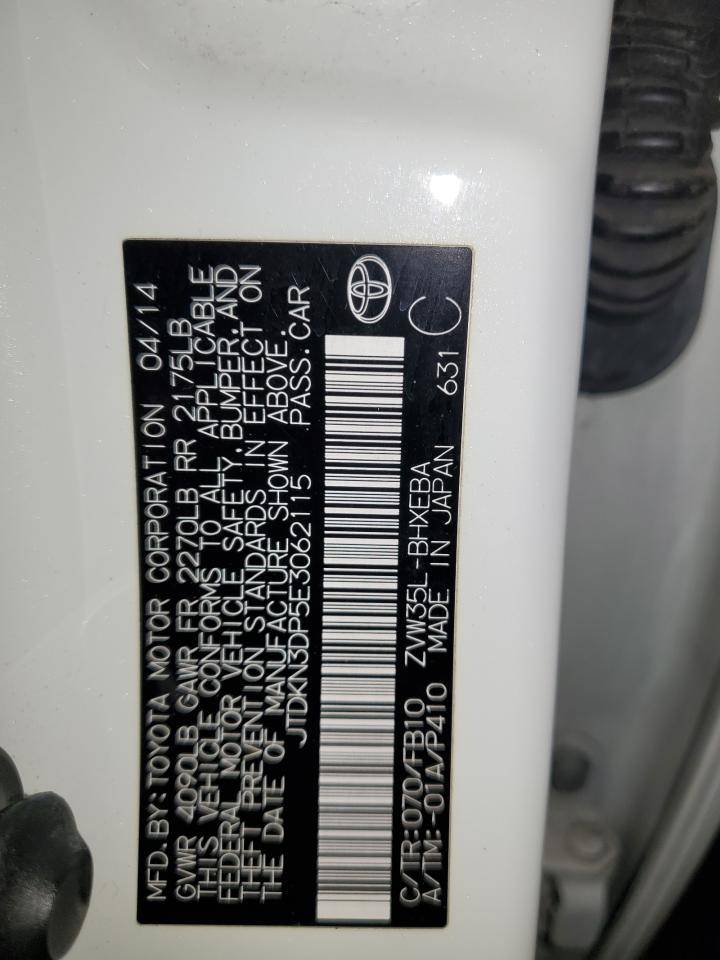 MFD.BY: TOYOTA MOTOR CORPORATION 04/14
GVWR 4090LB GAWR FR 2270LB RR 2175LB
THIS VEHICLE CONFORMS TO ALL APPLICABLE
FEDERAL MOTOR VEHICLE SAFETY, BUMPER, AND
THEFT PREVENTION STANDARDS IN EFFECT ON
THE DATE OF MANUFACTURE SHOWN ABOVE.
JTDKN3DP5E3062115 PASS. CAR
C/TR:070/FB10 ZVW35L-BHXEBA
A/TM:-01A/P410 MADE IN JAPAN 631 C